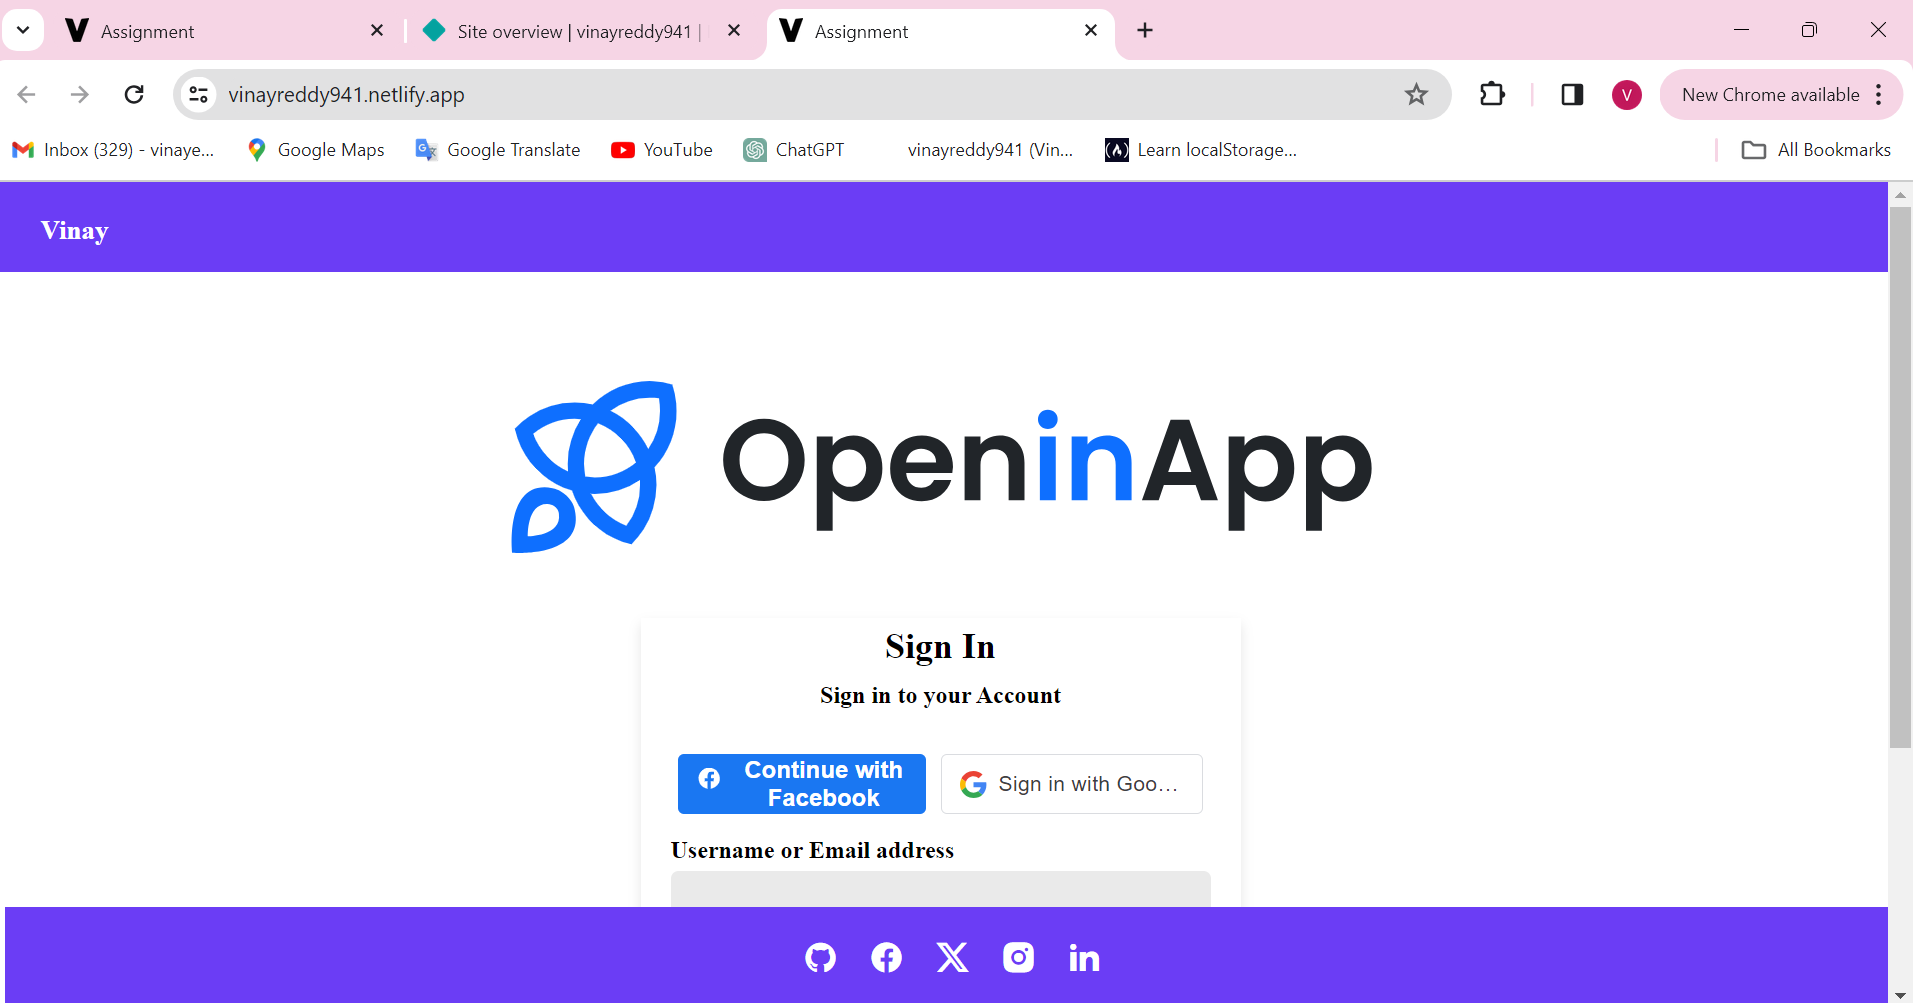 Assignment
Site overview | vinayreddy941 |
Assignment
vinayreddy941.netlify.app
V
New Chrome available
Inbox (329) - vinaye...
Google Maps
Google Translate
YouTube
ChatGPT
vinayreddy941 (Vin...
Learn localStorage...
All Bookmarks
Vinay
OpeninApp
Sign In
Sign in to your Account
Continue with
Facebook
Sign in with Goo...
Username or Email address